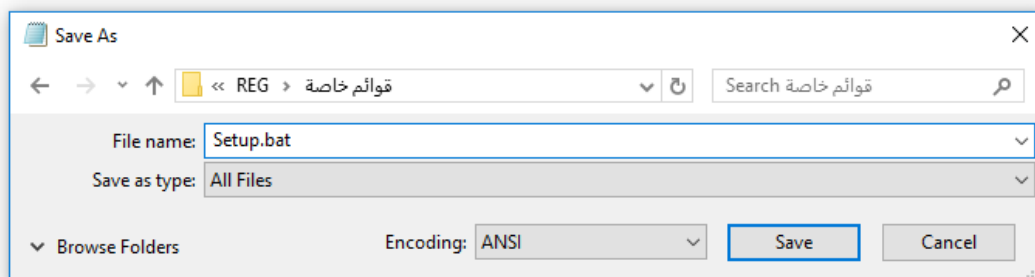 Save As
« REG › قوائم خاصة Search قوائم خاصة
File name: Setup.bat
Save as type: All Files
Browse Folders Encoding: ANSI Save Cancel